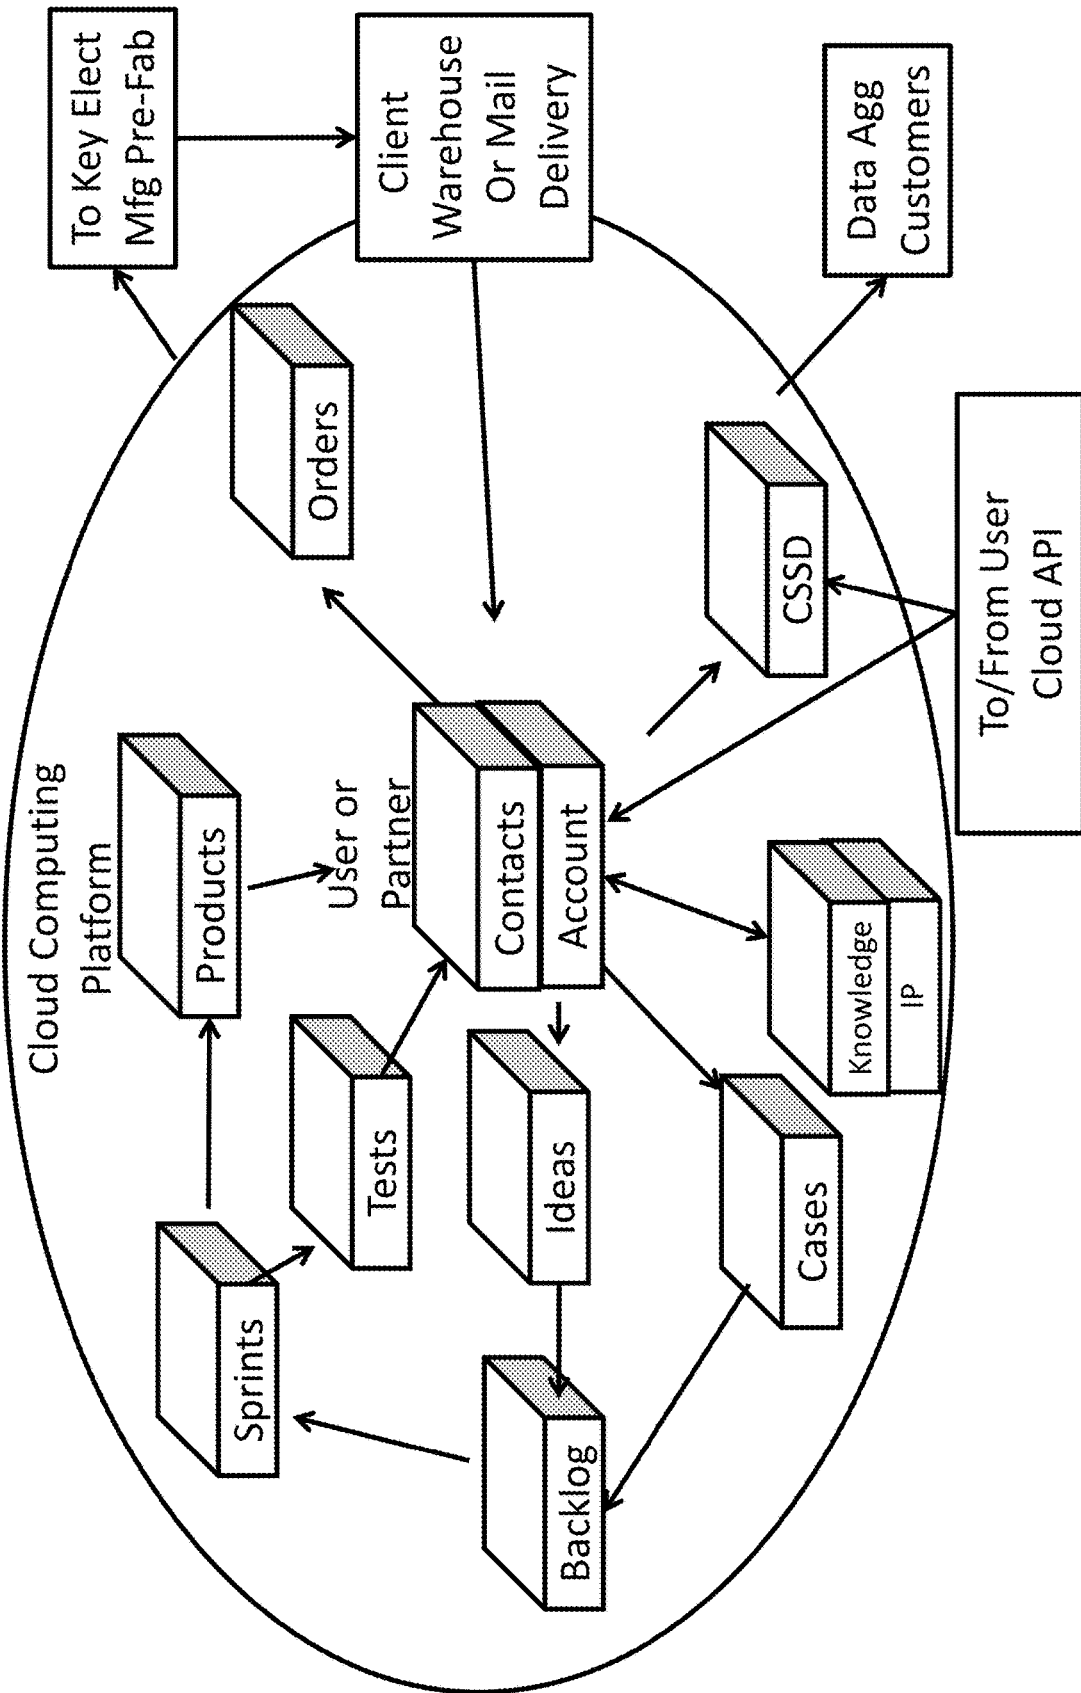 Cloud Computing
Platform
Sprints
Products
Orders
Tests
User or
Partner
Contacts
Account
Backlog
Ideas
Cases
Knowledge
IP
CSSD
To Key Elect
Mfg Pre-Fab
Client
Warehouse
Or Mail
Delivery
Data Agg
Customers
To/From User
Cloud API